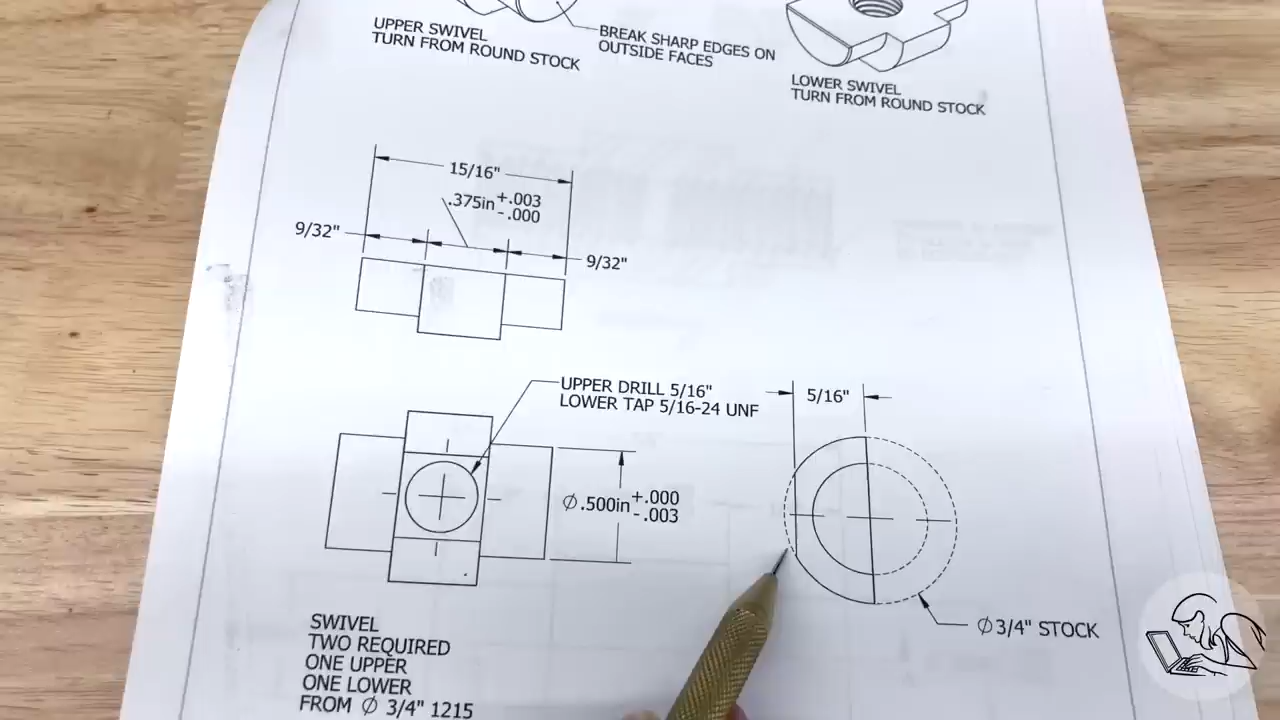 UPPER SWIVEL
TURN FROM ROUND STOCK
BREAK SHARP EDGES ON
OUTSIDE FACES
LOWER SWIVEL
TURN FROM ROUND STOCK
15/16"
.375in +.003
-.000
9/32"
9/32"
UPPER DRILL 5/16"
LOWER TAP 5/16-24 UNF
5/16"
Ø.500in +.000
-.003
Ø3/4" STOCK
SWIVEL
TWO REQUIRED
ONE UPPER
ONE LOWER
FROM Ø 3/4" 1215